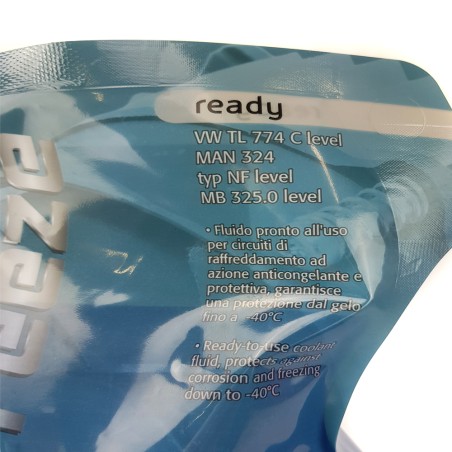 ready
VW TL 774 C level
MAN 324
typ NF level
MB 325.0 level
• Fluido pronto all'uso
per circuiti di
raffreddamento ad
azione anticongelante e
protettiva, garantisce
una protezione dal gelo
fino a -40°C
• Ready-to-use coolant
fluid, protects against
corrosion and freezing
down to -40°C